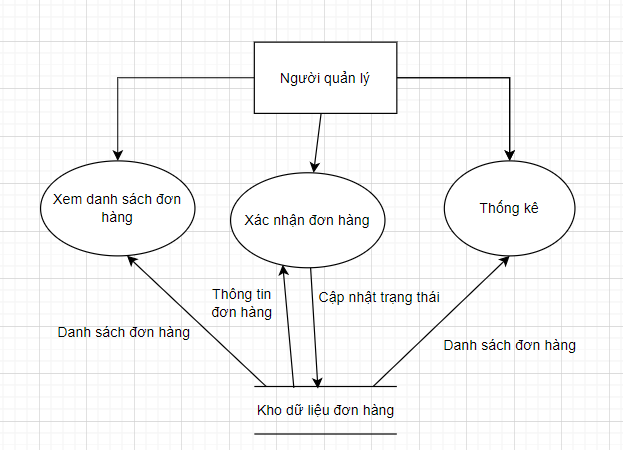 Người quản lý
Xem danh sách đơn
hàng
Xác nhận đơn hàng
Thống kê
Thông tin
đơn hàng
Cập nhật trạng thái
Danh sách đơn hàng
Danh sách đơn hàng
Kho dữ liệu đơn hàng